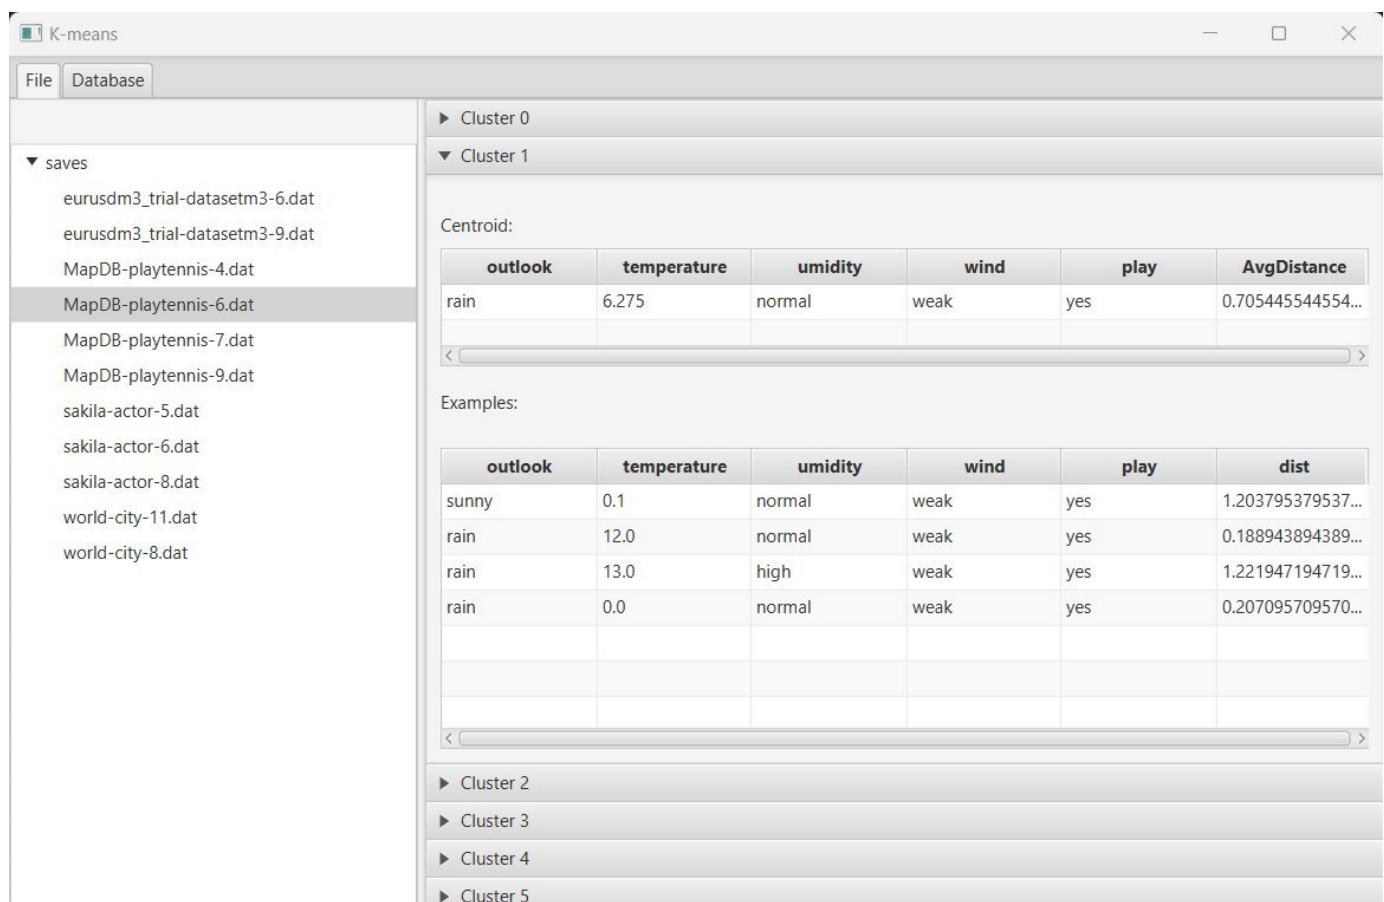 K-means
File Database
saves
eurusdm3_trial-datasetm3-6.dat
eurusdm3_trial-datasetm3-9.dat
MapDB-playtennis-4.dat
MapDB-playtennis-6.dat
MapDB-playtennis-7.dat
MapDB-playtennis-9.dat
sakila-actor-5.dat
sakila-actor-6.dat
sakila-actor-8.dat
world-city-11.dat
world-city-8.dat
Cluster 0
Cluster 1
Centroid:
outlook temperature umidity wind play AvgDistance
rain 6.275 normal weak yes 0.705445544554...
Examples:
outlook temperature umidity wind play dist
sunny 0.1 normal weak yes 1.203795379537...
rain 12.0 normal weak yes 0.188943894389...
rain 13.0 high weak yes 1.221947194719...
rain 0.0 normal weak yes 0.207095709570...
Cluster 2
Cluster 3
Cluster 4
Cluster 5